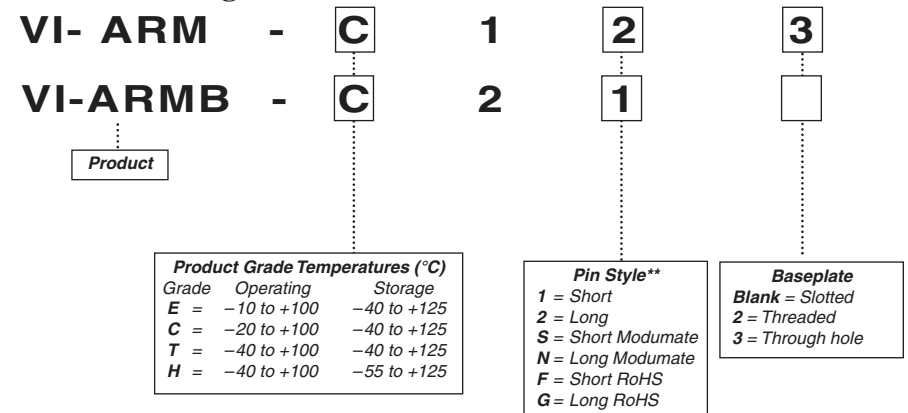 VI- ARM - C 1 2 3
VI-ARMB - C 2 1
Product
Product Grade Temperatures (°C)
Grade Operating Storage
E = –10 to +100 –40 to +125
C = –20 to +100 –40 to +125
T = –40 to +100 –40 to +125
H = –40 to +100 –55 to +125
Pin Style**
1 = Short
2 = Long
S = Short Modumate
N = Long Modumate
F = Short RoHS
G = Long RoHS
Baseplate
Blank = Slotted
2 = Threaded
3 = Through hole